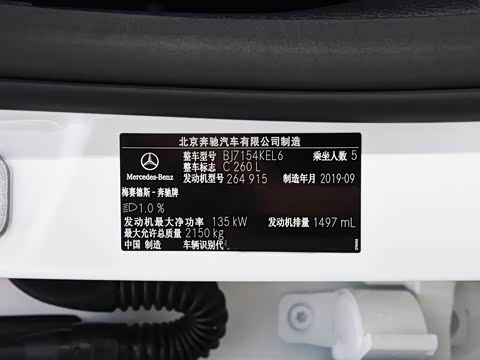 北京奔驰汽车有限公司制造
整车型号 BJ7154KEL6 乘坐人数 5
整车标志 C 260 L
发动机型号 264 915 制造年月 2019-09
Mercedes-Benz
梅赛德斯-奔驰牌
1.0 %
发动机最大净功率 135 kW 发动机排量 1497 mL
最大允许总质量 2150 kg
中国 制造 车辆识别代